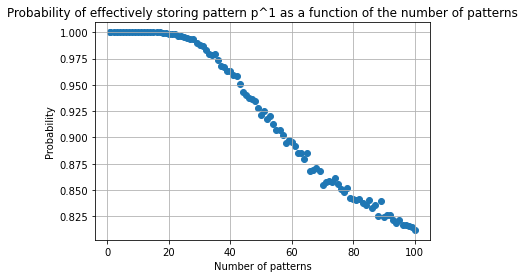 Probability of effectively storing pattern p^1 as a function of the number of patterns
1.000
0.975
0.950
0.925
0.900
0.875
0.850
0.825
Probability
0 20 40 60 80 100
Number of patterns